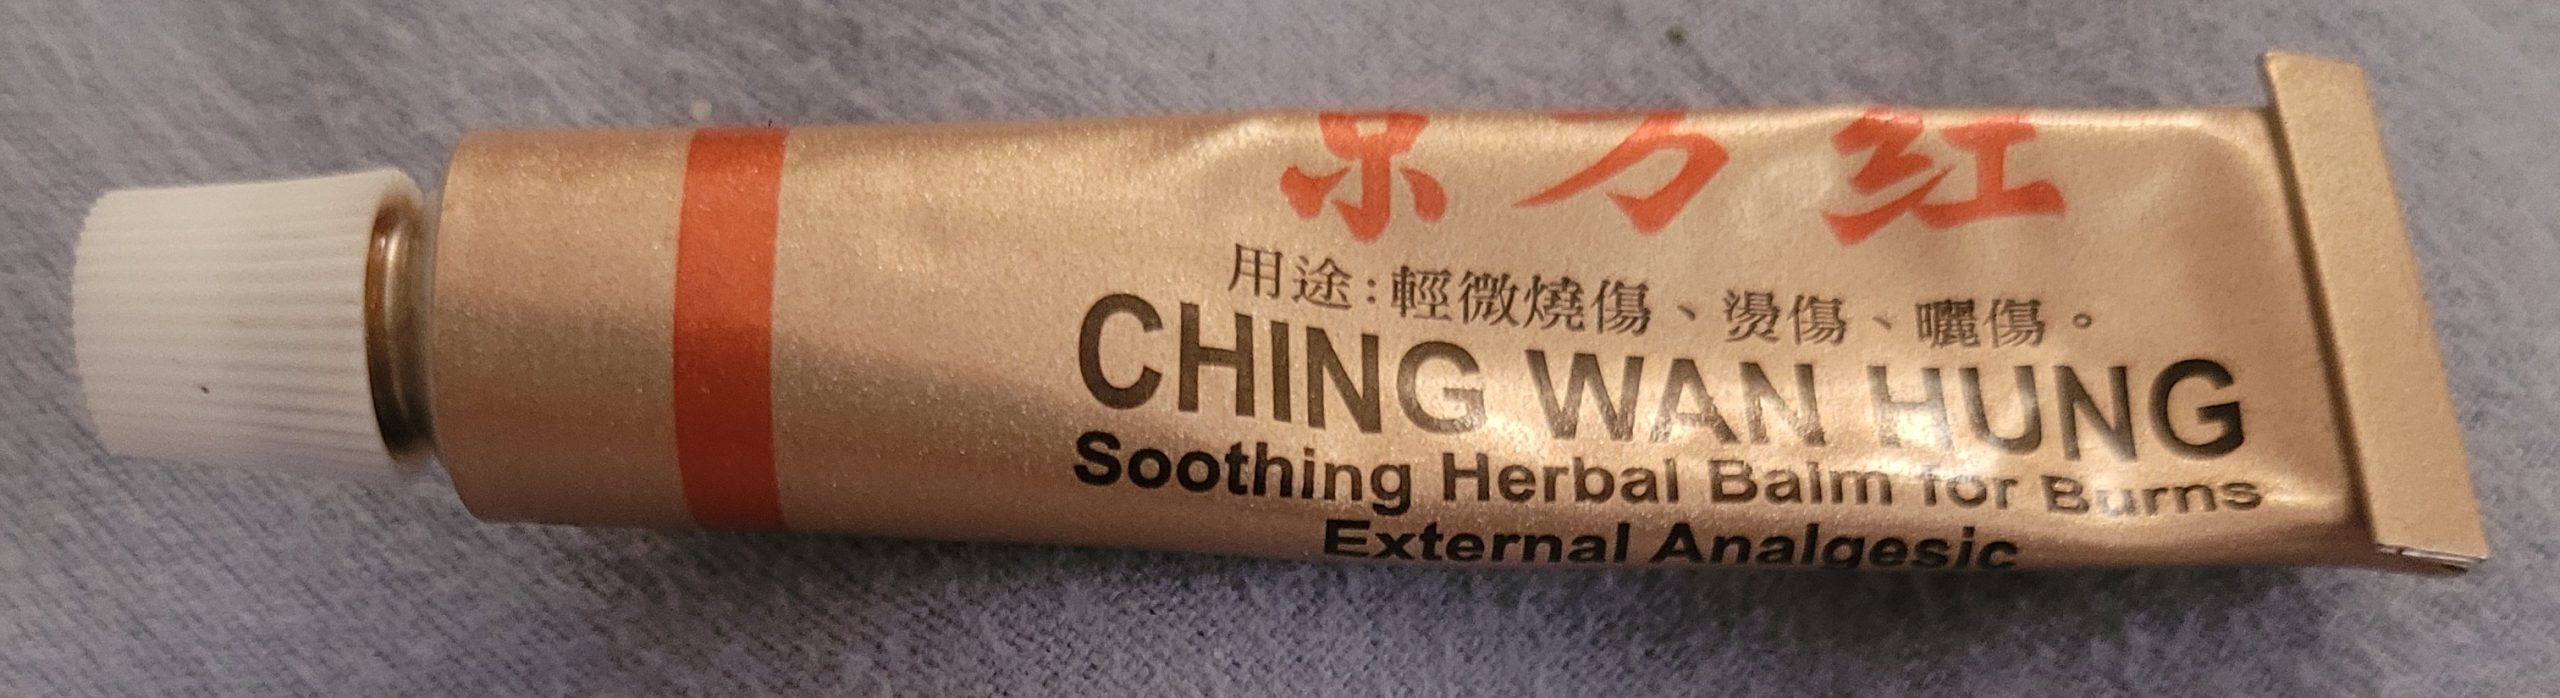 京万红
用途:輕微燒傷、燙傷、曬傷。
CHING WAN HUNG
Soothing Herbal Balm for Burns
External Analgesic